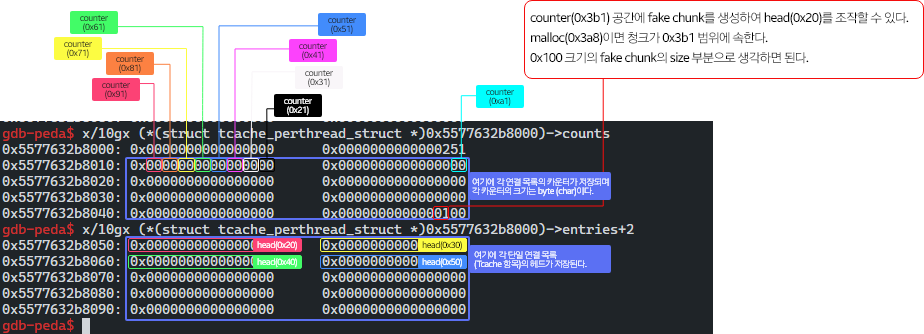 counter
(0x61)
counter
(0x51)
counter
(0x71)
counter
(0x41)
counter
(0x81)
counter
(0x31)
counter
(0x91)
counter
(0x21)
counter
(0xa1)
counter(0x3b1) 공간에 fake chunk를 생성하여 head(0x20)를 조작할 수 있다.
malloc(0x3a8)이면 청크가 0x3b1 범위에 속한다.
0x100 크기의 fake chunk의 size 부분으로 생각하면 된다.
gdb-peda$ x/10gx (*(struct tcache_perthread_struct *)0x5577632b8000)->counts
0x5577632b8000: 0x0000000000000000 0x0000000000000251
0x5577632b8010: 0x0000000000000000 0x0000000000000000
0x5577632b8020: 0x0000000000000000 0x0000000000000000
0x5577632b8030: 0x0000000000000000 0x0000000000000000
0x5577632b8040: 0x0000000000000000 0x0000000000000100
여기에 각 연결 목록의 카운터가 저장되며
각 카운터의 크기는 byte (char)이다.
gdb-peda$ x/10gx (*(struct tcache_perthread_struct *)0x5577632b8000)->entries+2
0x5577632b8050: 0x0000000000000 head(0x20) 0x0000000000 head(0x30)
0x5577632b8060: 0x0000000000000 head(0x40) 0x0000000000 head(0x50)
0x5577632b8070: 0x0000000000000000 0x0000000000000000
0x5577632b8080: 0x0000000000000000 0x0000000000000000
0x5577632b8090: 0x0000000000000000 0x0000000000000000
여기에 각 단일 연결 목록
(Tcache 항목)의 헤드가 저장된다.
gdb-peda$